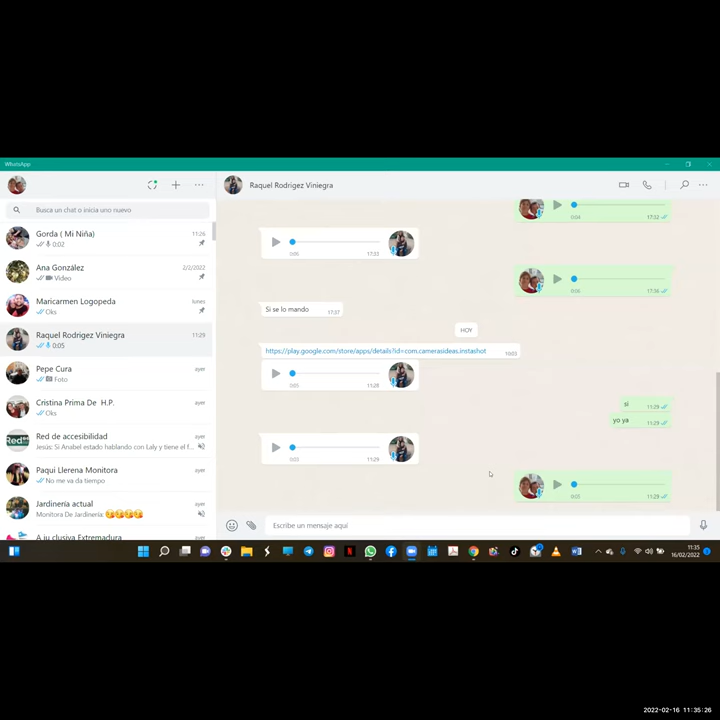 WhatsApp
Raquel Rodrigez Viniegra
Busca un chat o inicia uno nuevo
Gorda ( Mi Niña)
11:26
0:02
Ana González
2/2/2022
Video
Maricarmen Logopeda
lunes
Oks
Raquel Rodrigez Viniegra
11:29
0:05
Pepe Cura
ayer
Foto
Cristina Prima De H.P.
ayer
Oks
Red de accesibilidad
ayer
Jesús: Si Anabel estado hablando con Laly y tiene el f...
Paqui Llerena Monitora
ayer
No me va da tiempo
Jardinería actual
ayer
Monitora De Jardinería: 😘😘😘😘
A ju clusiva Extremadura
0:04
17:32
0:06
17:33
0:06
17:36
Si se lo mando
17:37
HOY
https://play.google.com/store/apps/details?id=com.camerasideas.instashot
10:03
0:05
11:28
si
11:29
yo ya
11:29
0:03
11:29
11:29
Escribe un mensaje aquí
11:35
16/02/2022
2022-02-16 11:35:26